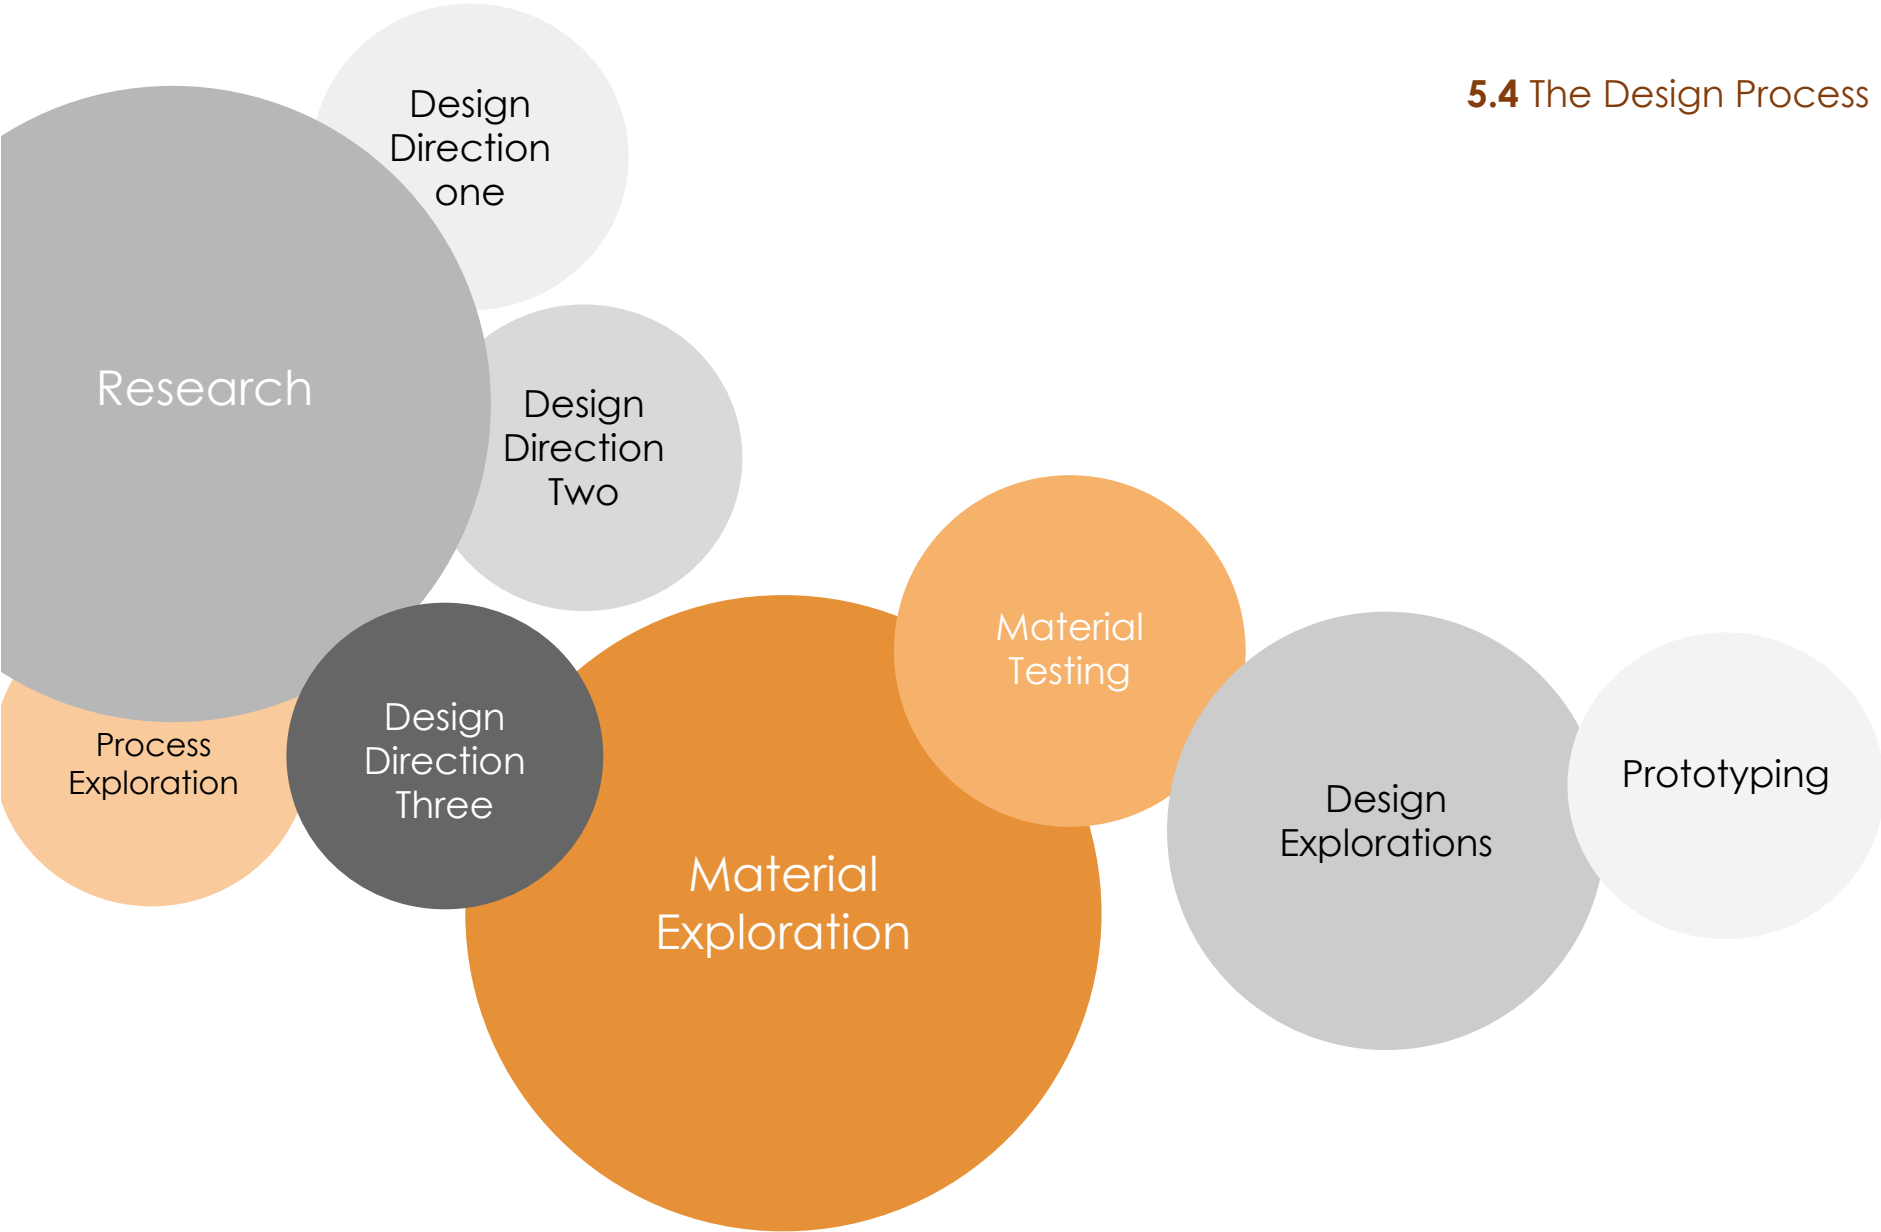 5.4 The Design Process
Design
Direction
one
Research
Design
Direction
Two
Process
Exploration
Design
Direction
Three
Material
Exploration
Material
Testing
Design
Explorations
Prototyping